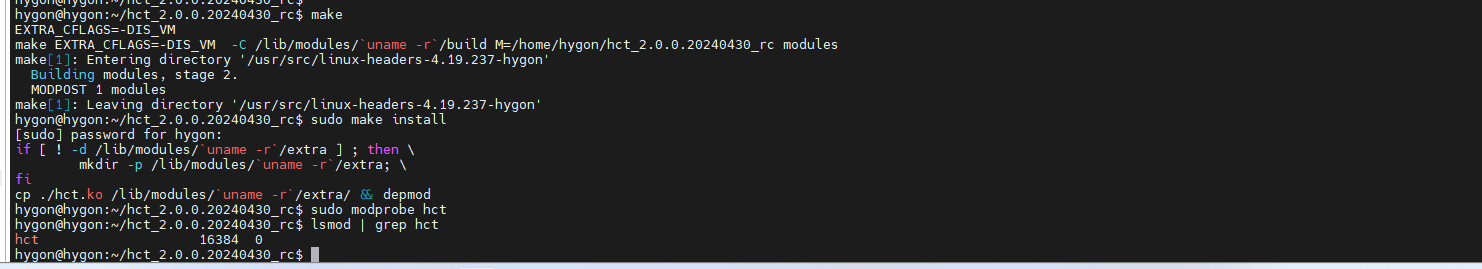 hygon@hygon:~/hct_2.0.0.20240430_rc$
hygon@hygon:~/hct_2.0.0.20240430_rc$ make
EXTRA_CFLAGS=-DIS_VM
make EXTRA_CFLAGS=-DIS_VM  -C /lib/modules/`uname -r`/build M=/home/hygon/hct_2.0.0.20240430_rc modules
make[1]: Entering directory '/usr/src/linux-headers-4.19.237-hygon'
  Building modules, stage 2.
  MODPOST 1 modules
make[1]: Leaving directory '/usr/src/linux-headers-4.19.237-hygon'
hygon@hygon:~/hct_2.0.0.20240430_rc$ sudo make install
[sudo] password for hygon:
if [ ! -d /lib/modules/`uname -r`/extra ] ; then \
        mkdir -p /lib/modules/`uname -r`/extra; \
fi
cp ./hct.ko /lib/modules/`uname -r`/extra/ && depmod
hygon@hygon:~/hct_2.0.0.20240430_rc$ sudo modprobe hct
hygon@hygon:~/hct_2.0.0.20240430_rc$ lsmod | grep hct
hct                    16384  0
hygon@hygon:~/hct_2.0.0.20240430_rc$